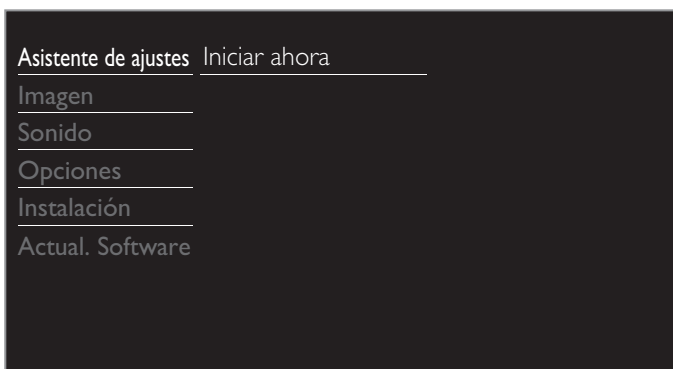 Asistente de ajustes Iniciar ahora
Imagen
Sonido
Opciones
Instalación
Actual. Software